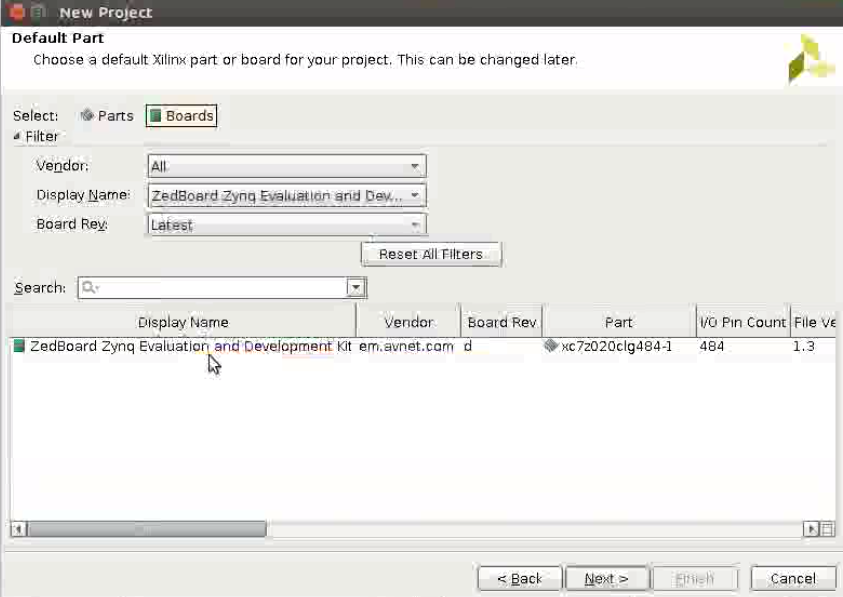 New Project
Default Part
Choose a default Xilinx part or board for your project. This can be changed later.
Select: Parts Boards
Filter
Vendor: All
Display Name: ZedBoard Zynq Evaluation and Dev...
Board Rev: Latest
Reset All Filters
Search:
Display Name Vendor Board Rev Part I/O Pin Count File Ve
ZedBoard Zynq Evaluation and Development Kit em.avnet.com d xc7z020clg484-1 484 1.3
< Back Next > Finish Cancel